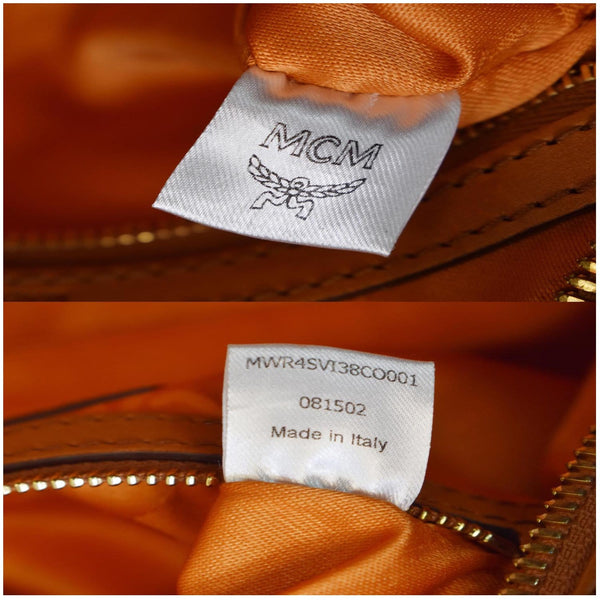 MCM
MWR4SVI38CO001
081502
Made in Italy